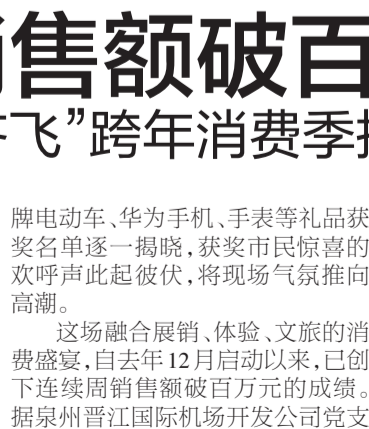 售额破百
飞”跨年消费季
牌电动车、华为手机、手表等礼品获
奖名单逐一揭晓，获奖市民惊喜的
欢呼声此起彼伏，将现场气氛推向
高潮。
这场融合展销、体验、文旅的消
费盛宴，自去年12月启动以来，已创
下连续周销售额破百万元的成绩。
据泉州晋江国际机场开发公司党支